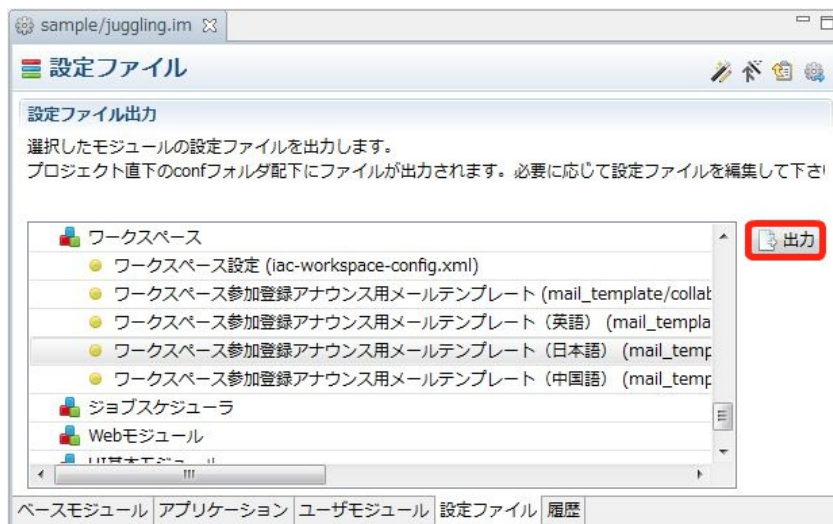 sample/juggling.im
設定ファイル
設定ファイル出力
選択したモジュールの設定ファイルを出力します。
プロジェクト直下のconfフォルダ配下にファイルが出力されます。必要に応じて設定ファイルを編集して下さ
ワークスペース
出力
ワークスペース設定 (iac-workspace-config.xml)
ワークスペース参加登録アナウンス用メールテンプレート (mail_template/collab
ワークスペース参加登録アナウンス用メールテンプレート（英語） (mail_templa
ワークスペース参加登録アナウンス用メールテンプレート（日本語） (mail_temp
ワークスペース参加登録アナウンス用メールテンプレート（中国語） (mail_temp
ジョブスケジューラ
Webモジュール
ベースモジュール アプリケーション ユーザモジュール 設定ファイル 履歴